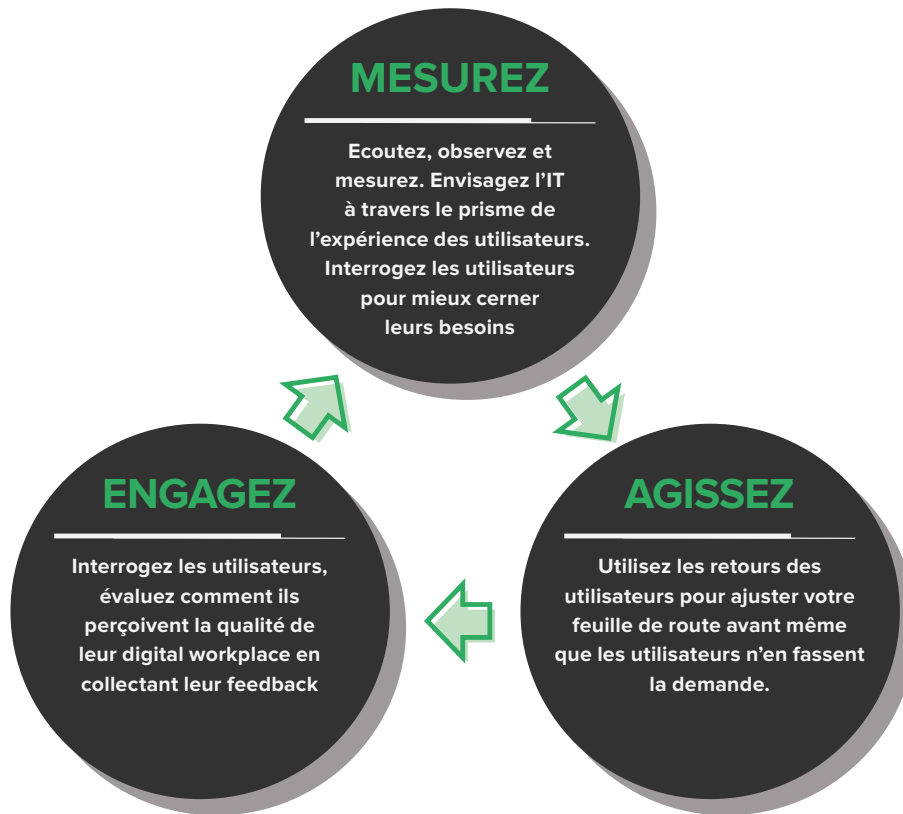 MESUREZ
Ecoutez, observez et
mesurez. Envisagez l’IT
à travers le prisme de
l’expérience des utilisateurs.
Interrogez les utilisateurs
pour mieux cerner
leurs besoins
ENGAGEZ
Interrogez les utilisateurs,
évaluez comment ils
perçoivent la qualité de
leur digital workplace en
collectant leur feedback
AGISSEZ
Utilisez les retours des
utilisateurs pour ajuster votre
feuille de route avant même
que les utilisateurs n’en fassent
la demande.